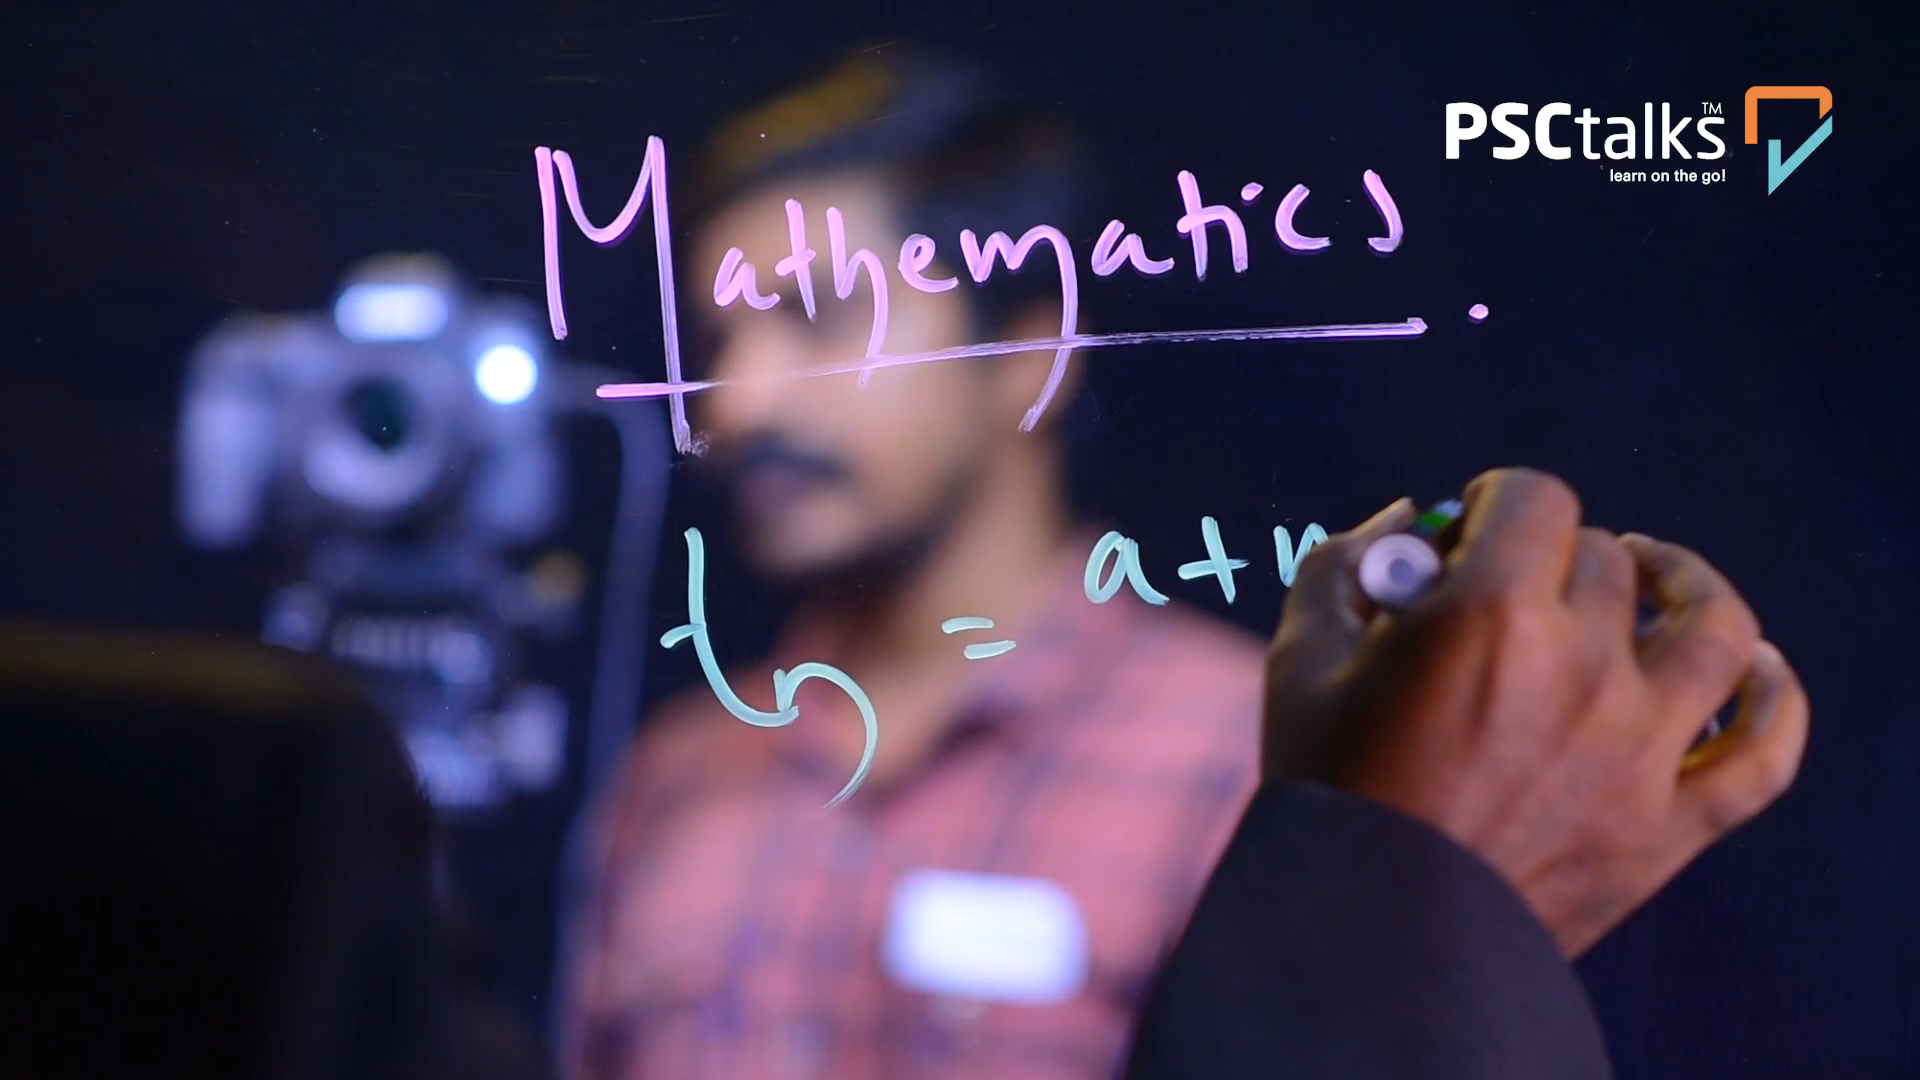 PSCtalks™
learn on the go!
Mathematics.
tn = a+n